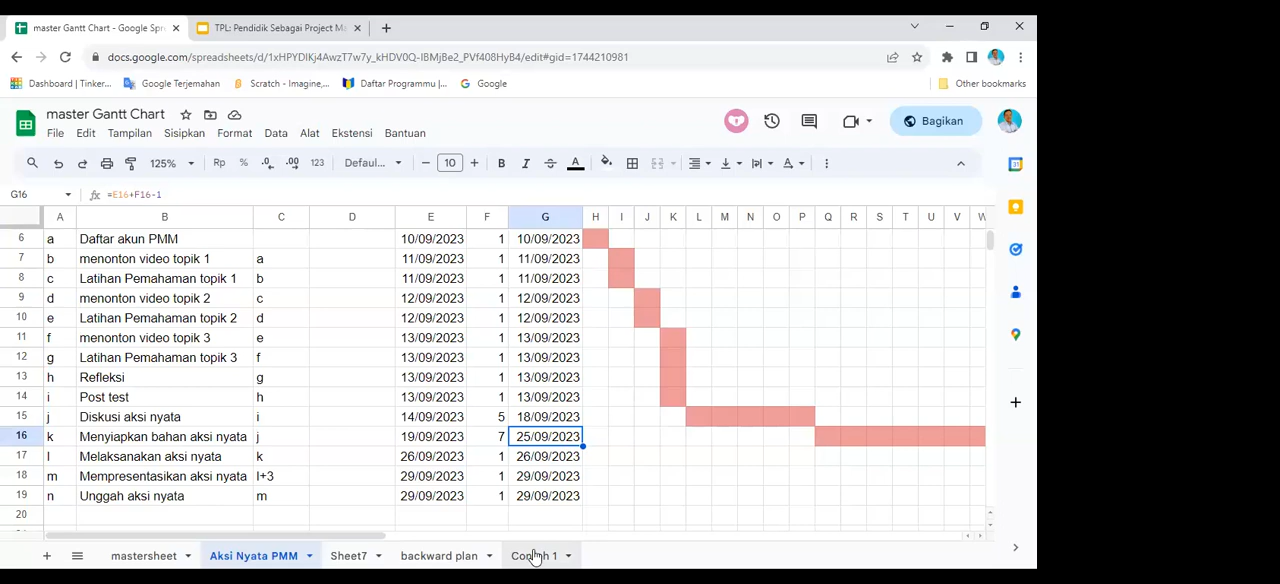 master Gantt Chart - Google Spr
TPL: Pendidik Sebagai Project Ma
docs.google.com/spreadsheets/d/1xHPYDIKj4AwzT7w7y_kHDV0Q-IBMjBe2_PVf408HyB4/edit#gid=1744210981
Dashboard | Tinker...
Google Terjemahan
Scratch - Imagine,...
Daftar Programmu |...
Google
Other bookmarks
master Gantt Chart
File Edit Tampilan Sisipkan Format Data Alat Ekstensi Bantuan
Bagikan
125% Rp % .0 .00 123 Defaul... − 10 + B I A
G16 fx =E16+F16-1
A B C D E F G H I J K L M N O P Q R S T U V W
6 a Daftar akun PMM 10/09/2023 1 10/09/2023
7 b menonton video topik 1 a 11/09/2023 1 11/09/2023
8 c Latihan Pemahaman topik 1 b 11/09/2023 1 11/09/2023
9 d menonton video topik 2 c 12/09/2023 1 12/09/2023
10 e Latihan Pemahaman topik 2 d 12/09/2023 1 12/09/2023
11 f menonton video topik 3 e 13/09/2023 1 13/09/2023
12 g Latihan Pemahaman topik 3 f 13/09/2023 1 13/09/2023
13 h Refleksi g 13/09/2023 1 13/09/2023
14 i Post test h 13/09/2023 1 13/09/2023
15 j Diskusi aksi nyata i 14/09/2023 5 18/09/2023
16 k Menyiapkan bahan aksi nyata j 19/09/2023 7 25/09/2023
17 l Melaksanakan aksi nyata k 26/09/2023 1 26/09/2023
18 m Mempresentasikan aksi nyata l+3 29/09/2023 1 29/09/2023
19 n Unggah aksi nyata m 29/09/2023 1 29/09/2023
20
mastersheet
Aksi Nyata PMM
Sheet7
backward plan